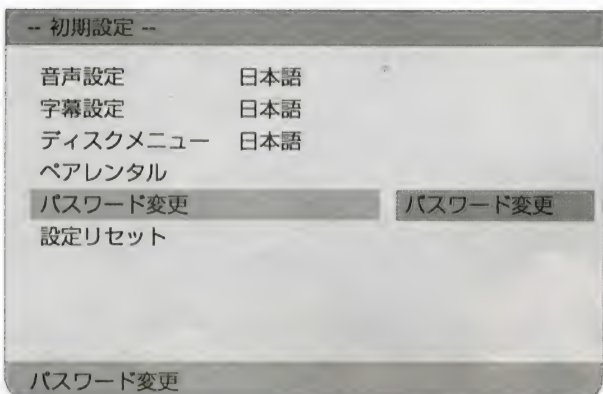 -- 初期設定 --
音声設定 日本語
字幕設定 日本語
ディスクメニュー 日本語
ペアレンタル
パスワード変更 パスワード変更
設定リセット
パスワード変更